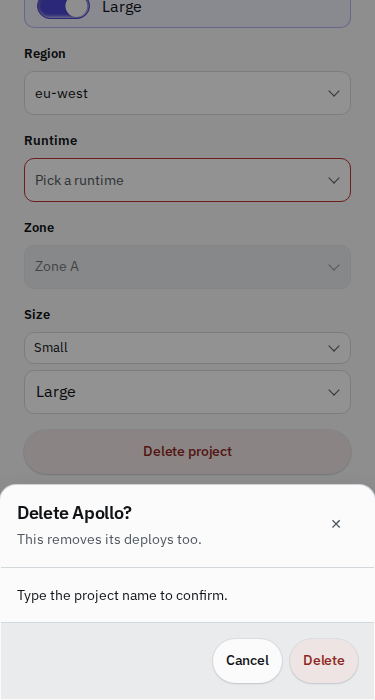 Large
Region
eu-west
Runtime
Pick a runtime
Zone
Zone A
Size
Small
Large
Delete project
Delete Apollo?
This removes its deploys too.
Type the project name to confirm.
Cancel
Delete